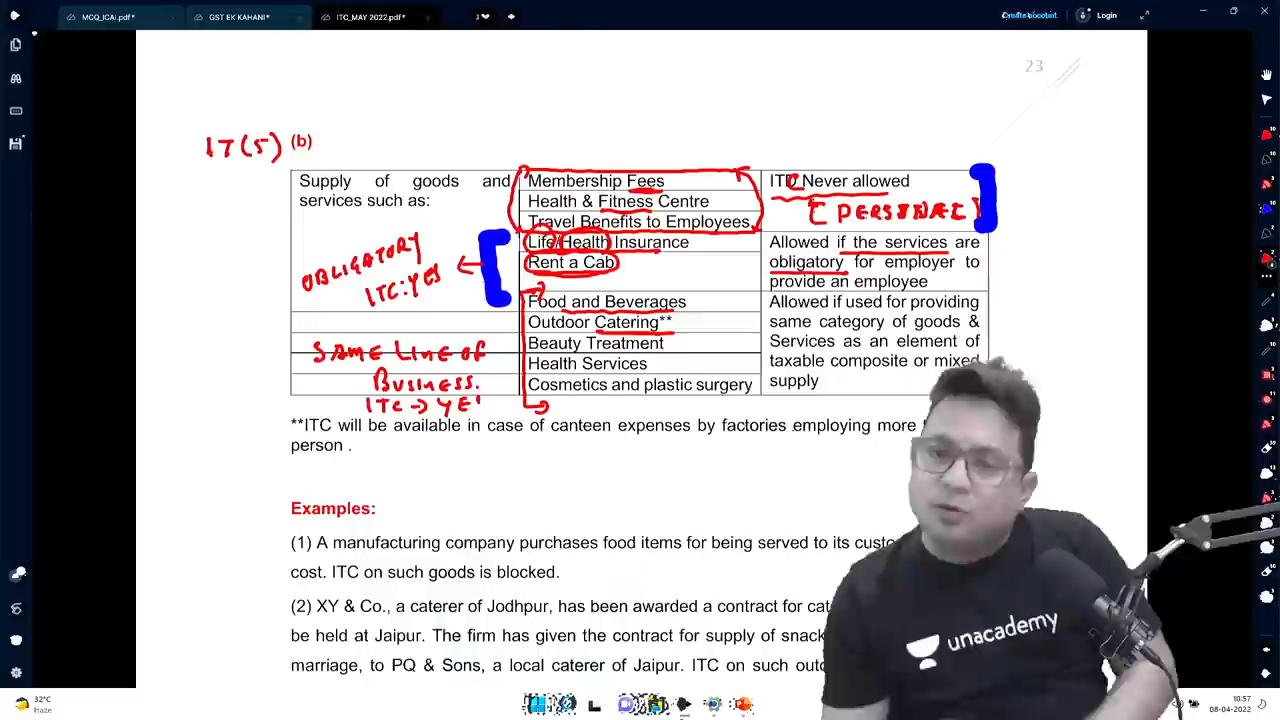 MCQ_ICAI.pdf*
GST EK KAHANI*
ITC_MAY 2022.pdf*
3
Login
23
17(5) (b)
Supply of goods and services such as:
Membership Fees
Health & Fitness Centre
Travel Benefits to Employees
ITC Never allowed
[PERSONAL]
Life/Health Insurance
Rent a Cab
Allowed if the services are
obligatory for employer to
provide an employee
OBLIGATORY
ITC:YES
Food and Beverages
Outdoor Catering**
Beauty Treatment
Health Services
Cosmetics and plastic surgery
Allowed if used for providing
same category of goods &
Services as an element of
taxable composite or mixed
supply
SAME LINE OF
BUSINESS.
ITC → YES
**ITC will be available in case of canteen expenses by factories employing more
person .
Examples:
(1) A manufacturing company purchases food items for being served to its
cost. ITC on such goods is blocked.
(2) XY & Co., a caterer of Jodhpur, has been awarded a contract for
be held at Jaipur. The firm has given the contract for supply of
marriage, to PQ & Sons, a local caterer of Jaipur. ITC on such
unacademy
32°C
Haze
10:57
08-04-2022